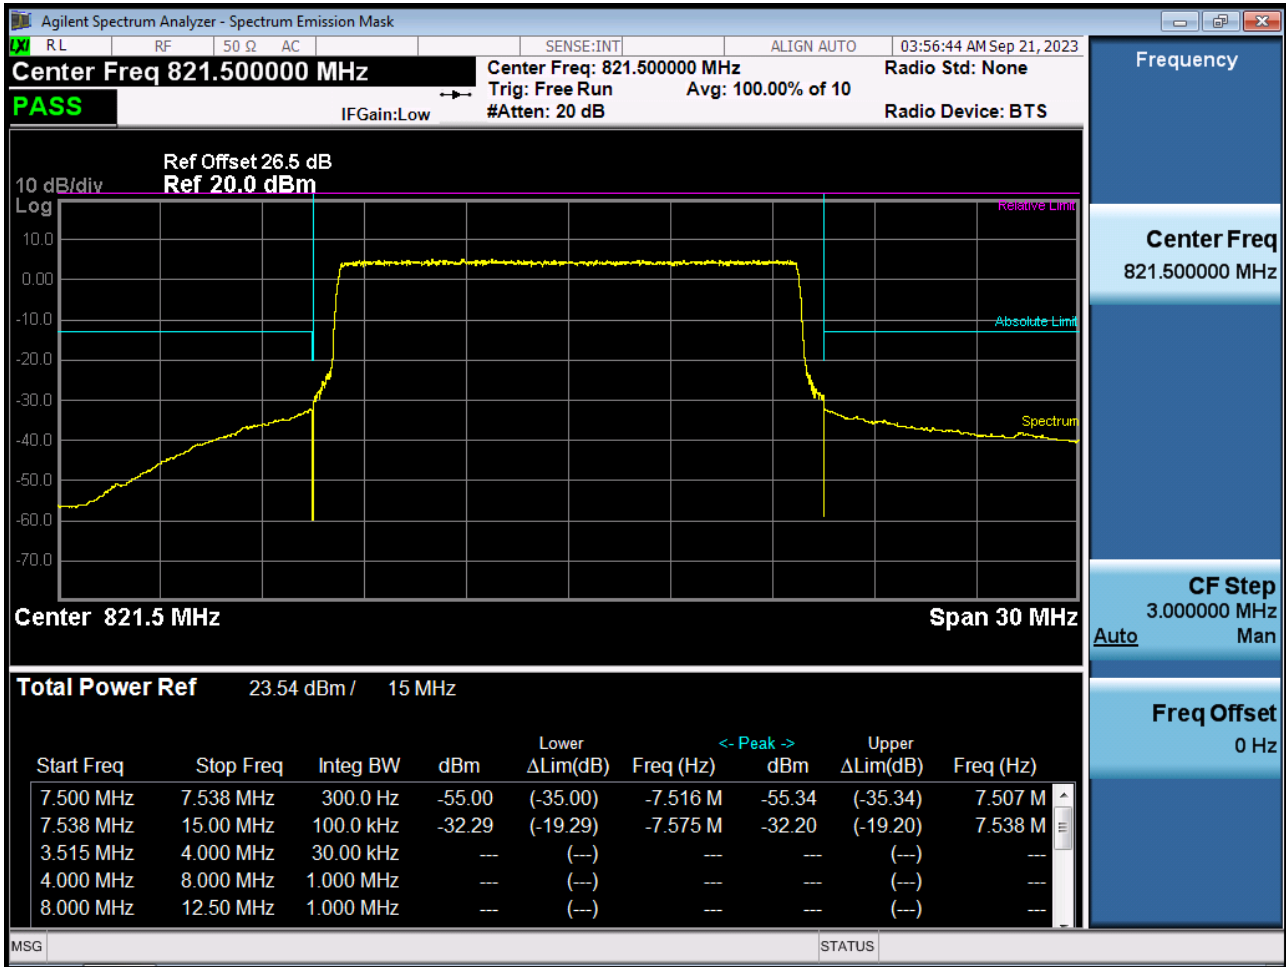 Agilent Spectrum Analyzer - Spectrum Emission Mask
LXI RL RF 50 Ω AC SENSE:INT ALIGN AUTO 03:56:44 AM Sep 21, 2023
Center Freq 821.500000 MHz Center Freq: 821.500000 MHz Radio Std: None
Trig: Free Run Avg: 100.00% of 10
PASS IFGain:Low #Atten: 20 dB Radio Device: BTS
Ref Offset 26.5 dB
10 dB/div Ref 20.0 dBm
Log
Relative Limit
10.0
0.00
-10.0
Absolute Limit
-20.0
-30.0
Spectrum
-40.0
-50.0
-60.0
-70.0
Center 821.5 MHz Span 30 MHz
Total Power Ref 23.54 dBm / 15 MHz
Lower <- Peak -> Upper
Start Freq Stop Freq Integ BW dBm ΔLim(dB) Freq (Hz) dBm ΔLim(dB) Freq (Hz)
7.500 MHz 7.538 MHz 300.0 Hz -55.00 (-35.00) -7.516 M -55.34 (-35.34) 7.507 M
7.538 MHz 15.00 MHz 100.0 kHz -32.29 (-19.29) -7.575 M -32.20 (-19.20) 7.538 M
3.515 MHz 4.000 MHz 30.00 kHz --- (---) --- --- (---) ---
4.000 MHz 8.000 MHz 1.000 MHz --- (---) --- --- (---) ---
8.000 MHz 12.50 MHz 1.000 MHz --- (---) --- --- (---) ---
MSG STATUS
Frequency
Center Freq
821.500000 MHz
CF Step
3.000000 MHz
Auto Man
Freq Offset
0 Hz